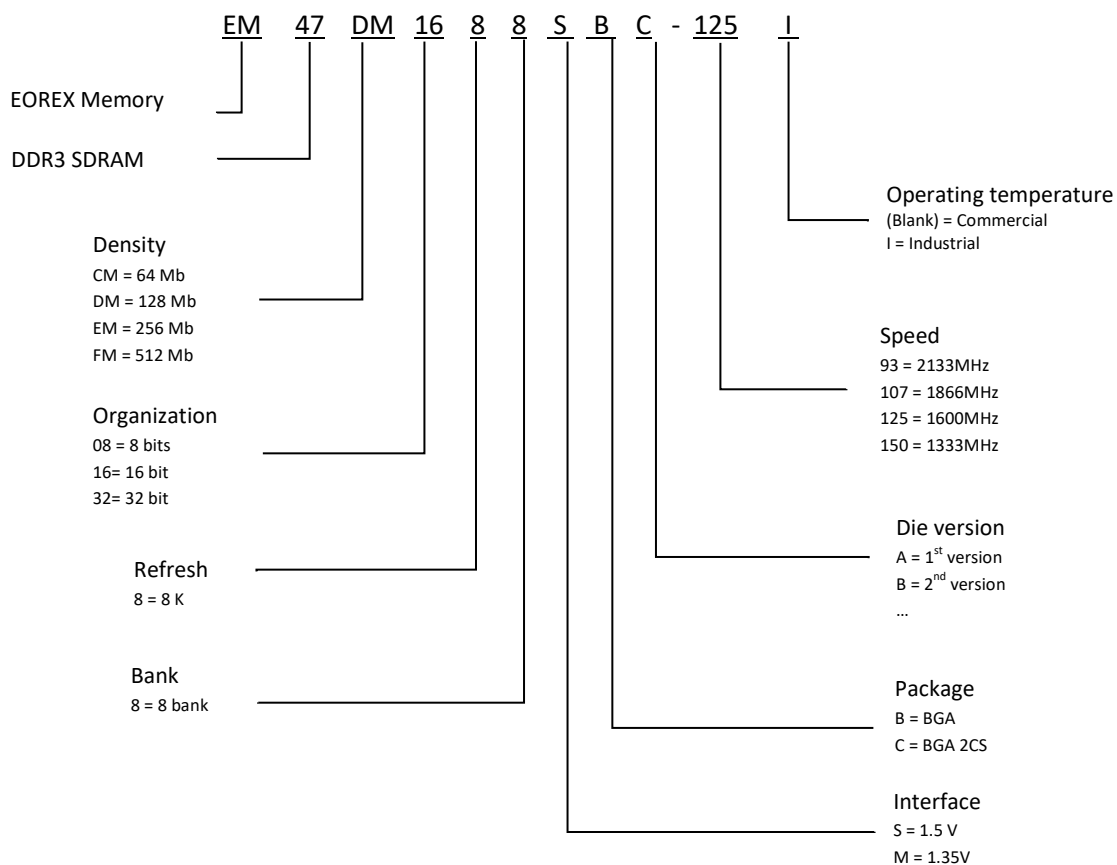 EM 47 DM 16 8 8 S B C - 125 I
EOREX Memory
DDR3 SDRAM
Density
CM = 64 Mb
DM = 128 Mb
EM = 256 Mb
FM = 512 Mb
Organization
08 = 8 bits
16= 16 bit
32= 32 bit
Refresh
8 = 8 K
Bank
8 = 8 bank
Operating temperature
(Blank) = Commercial
I = Industrial
Speed
93 = 2133MHz
107 = 1866MHz
125 = 1600MHz
150 = 1333MHz
Die version
A = 1st version
B = 2nd version
...
Package
B = BGA
C = BGA 2CS
Interface
S = 1.5 V
M = 1.35V